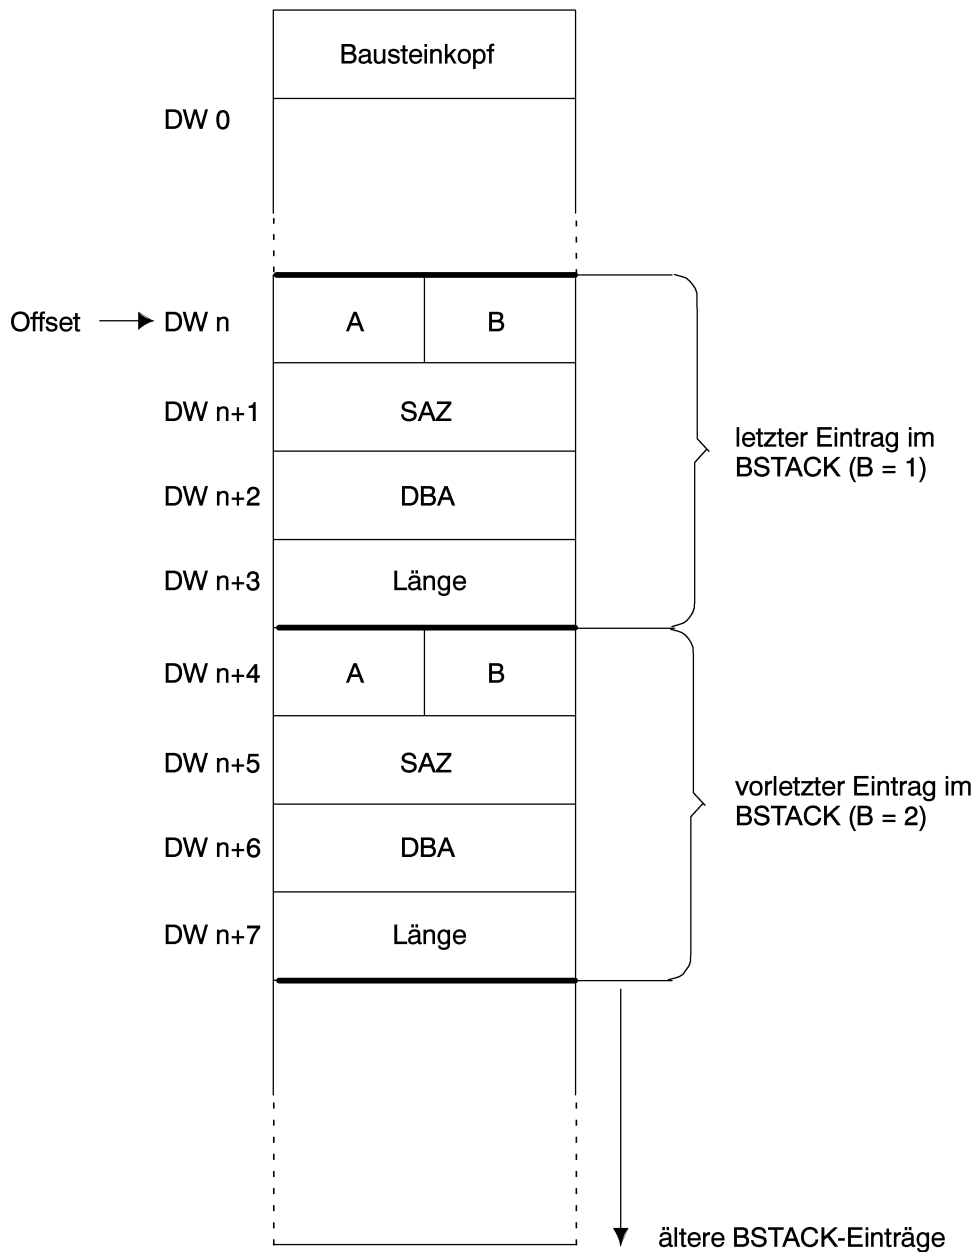 Bausteinkopf
DW 0
Offset DW n A B
DW n+1 SAZ
letzter Eintrag im
BSTACK (B = 1)
DW n+2 DBA
DW n+3 Länge
DW n+4 A B
DW n+5 SAZ
vorletzter Eintrag im
BSTACK (B = 2)
DW n+6 DBA
DW n+7 Länge
ältere BSTACK-Einträge